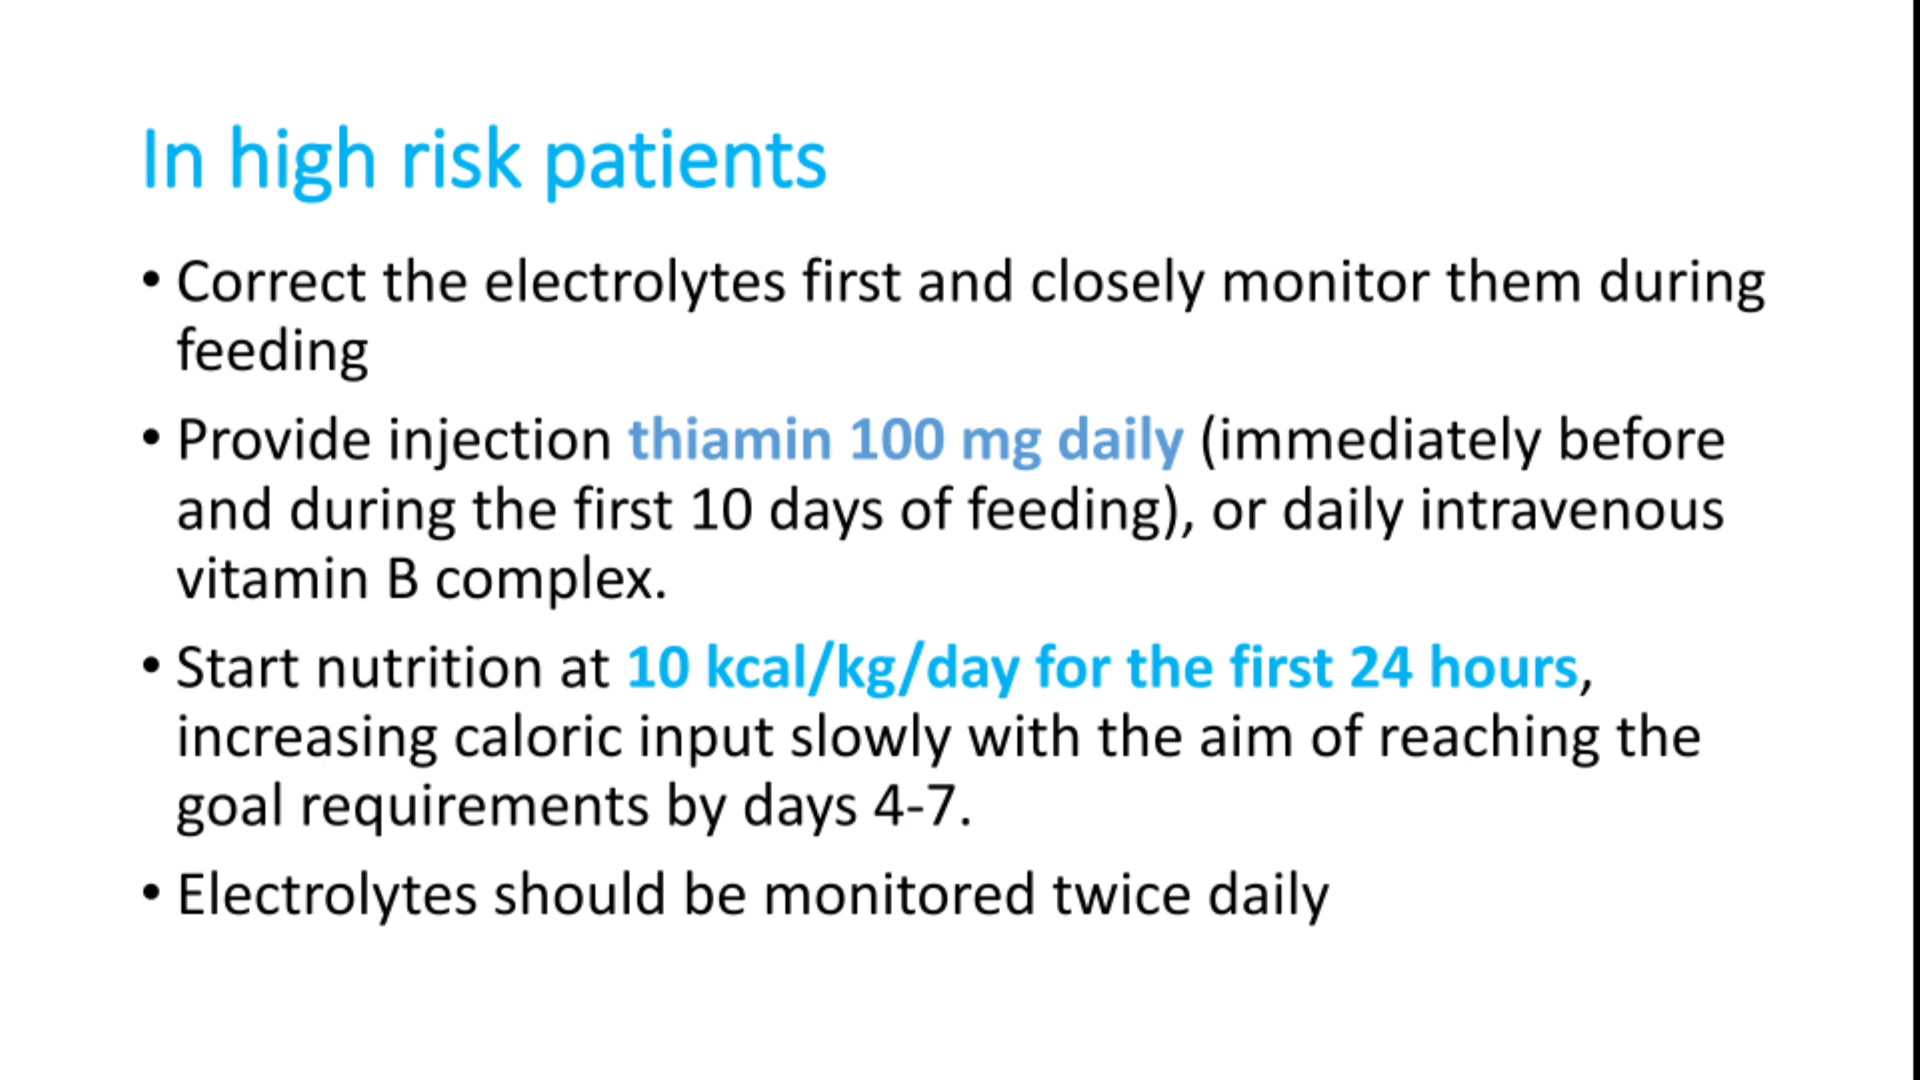 In high risk patients
• Correct the electrolytes first and closely monitor them during
feeding
• Provide injection thiamin 100 mg daily (immediately before
and during the first 10 days of feeding), or daily intravenous
vitamin B complex.
• Start nutrition at 10 kcal/kg/day for the first 24 hours,
increasing caloric input slowly with the aim of reaching the
goal requirements by days 4-7.
• Electrolytes should be monitored twice daily